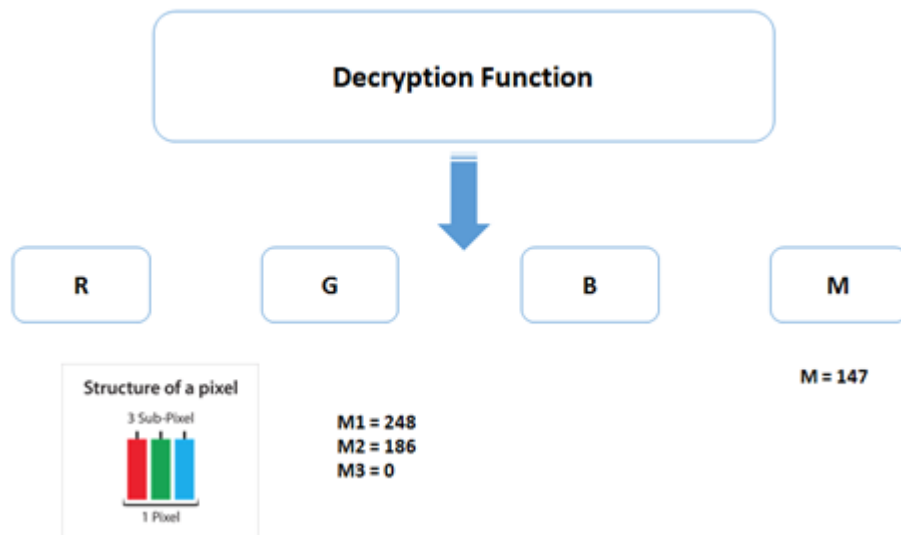 Decryption Function
R
G
B
M
Structure of a pixel
3 Sub-Pixel
1 Pixel
M1 = 248
M2 = 186
M3 = 0
M = 147